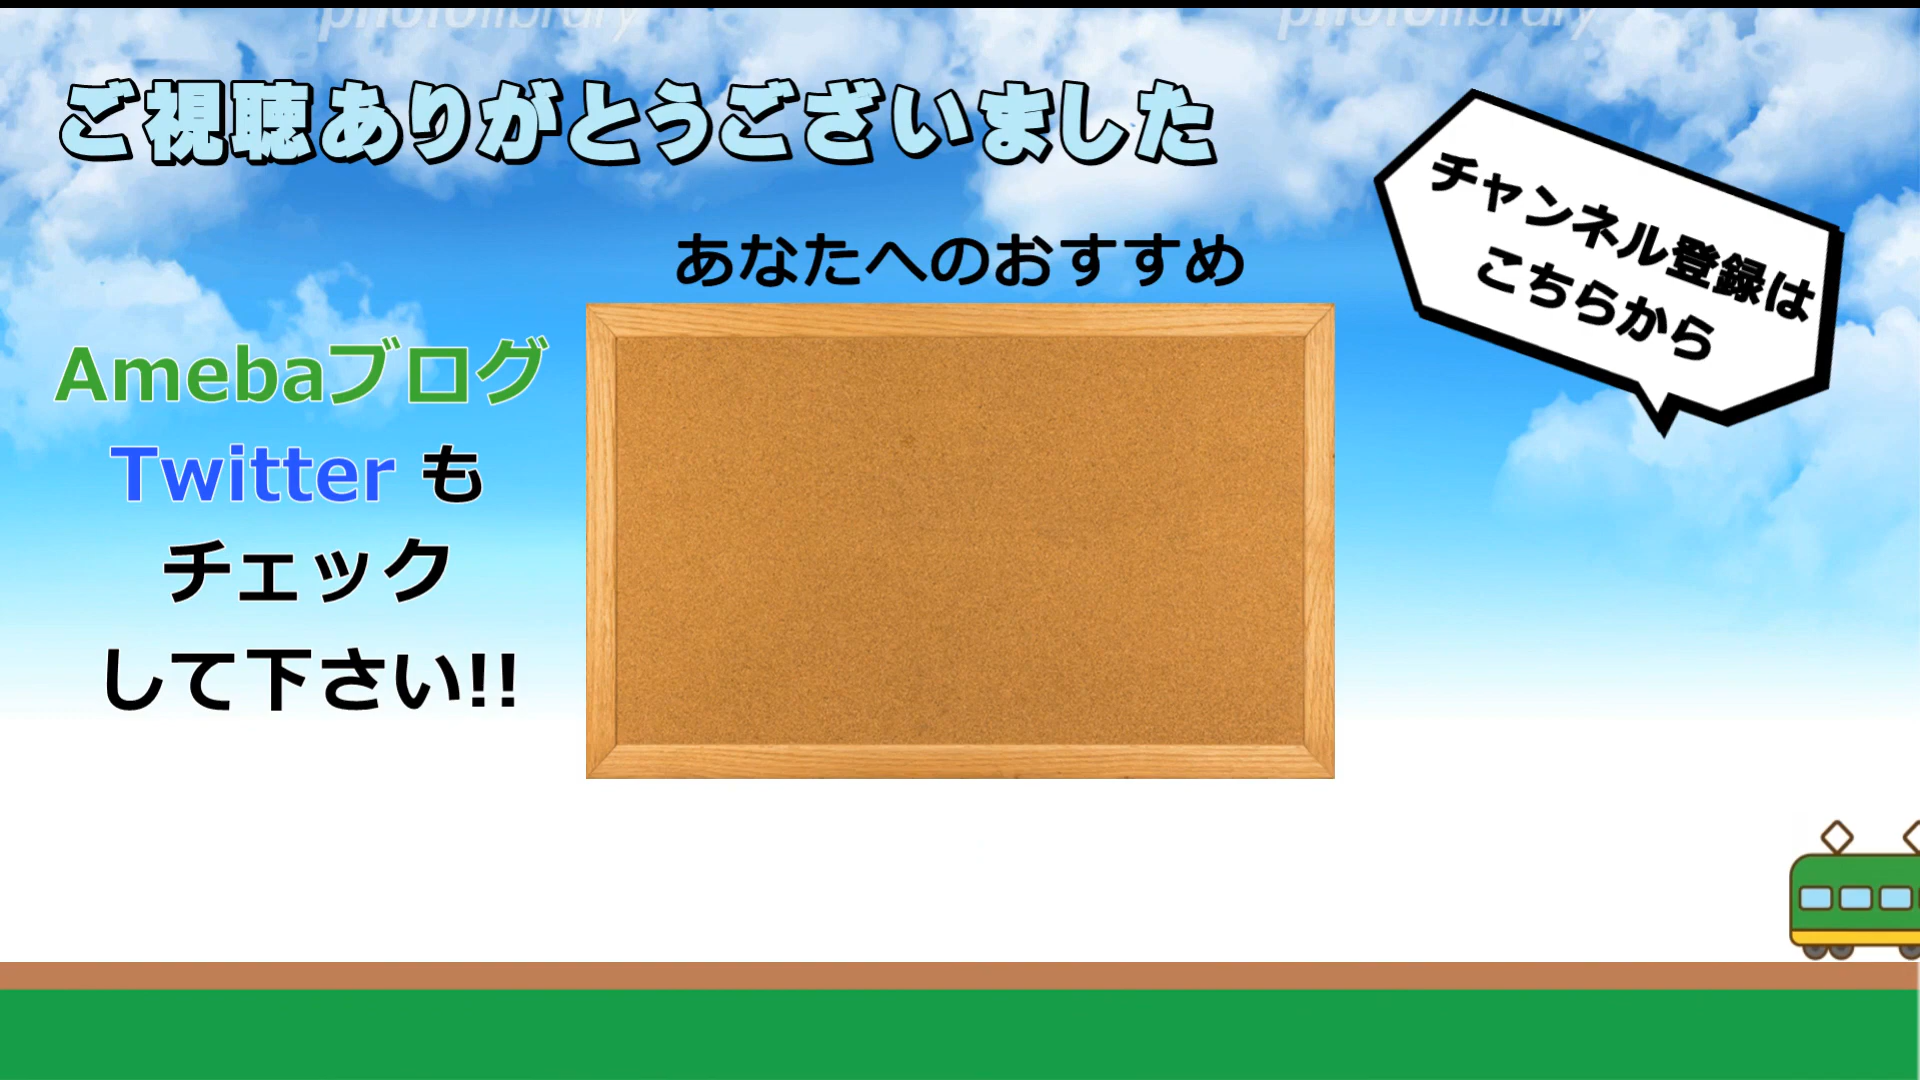 photolibrary photolibrary
ご視聴ありがとうございました
チャンネル登録は
こちらから
あなたへのおすすめ
Amebaブログ
Twitter も
チェック
して下さい!!